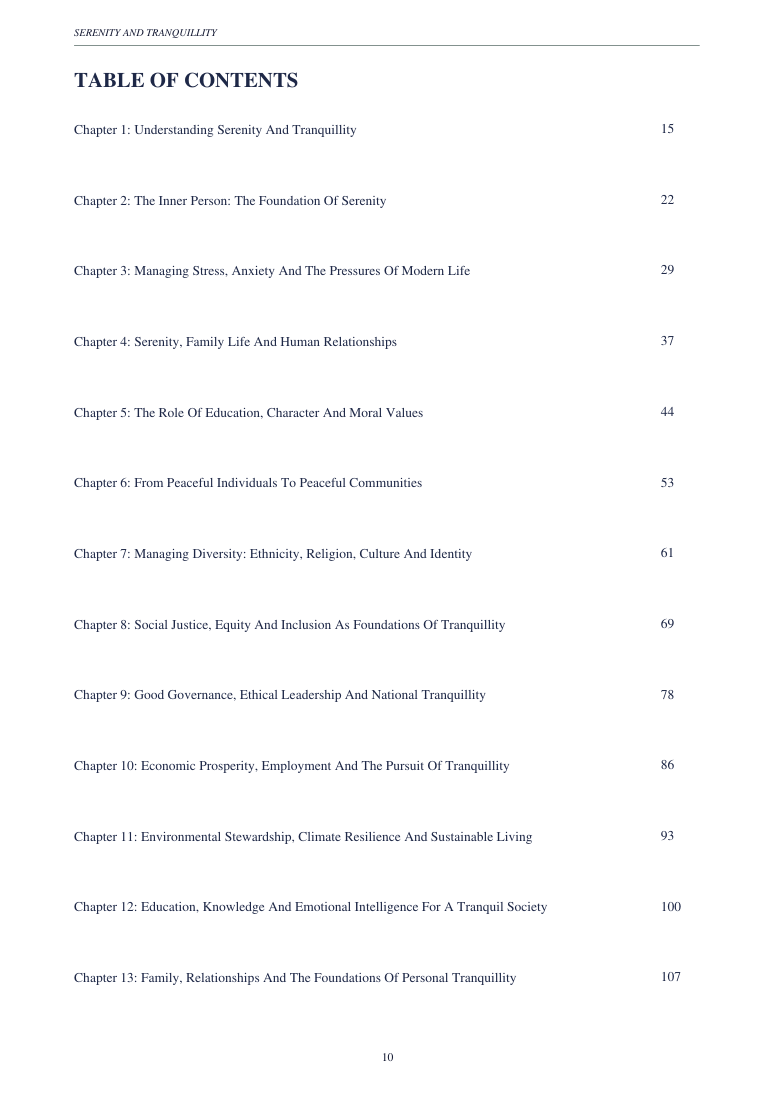 SERENITY AND TRANQUILLITY
TABLE OF CONTENTS
Chapter 1: Understanding Serenity And Tranquillity 15
Chapter 2: The Inner Person: The Foundation Of Serenity 22
Chapter 3: Managing Stress, Anxiety And The Pressures Of Modern Life 29
Chapter 4: Serenity, Family Life And Human Relationships 37
Chapter 5: The Role Of Education, Character And Moral Values 44
Chapter 6: From Peaceful Individuals To Peaceful Communities 53
Chapter 7: Managing Diversity: Ethnicity, Religion, Culture And Identity 61
Chapter 8: Social Justice, Equity And Inclusion As Foundations Of Tranquillity 69
Chapter 9: Good Governance, Ethical Leadership And National Tranquillity 78
Chapter 10: Economic Prosperity, Employment And The Pursuit Of Tranquillity 86
Chapter 11: Environmental Stewardship, Climate Resilience And Sustainable Living 93
Chapter 12: Education, Knowledge And Emotional Intelligence For A Tranquil Society 100
Chapter 13: Family, Relationships And The Foundations Of Personal Tranquillity 107
10